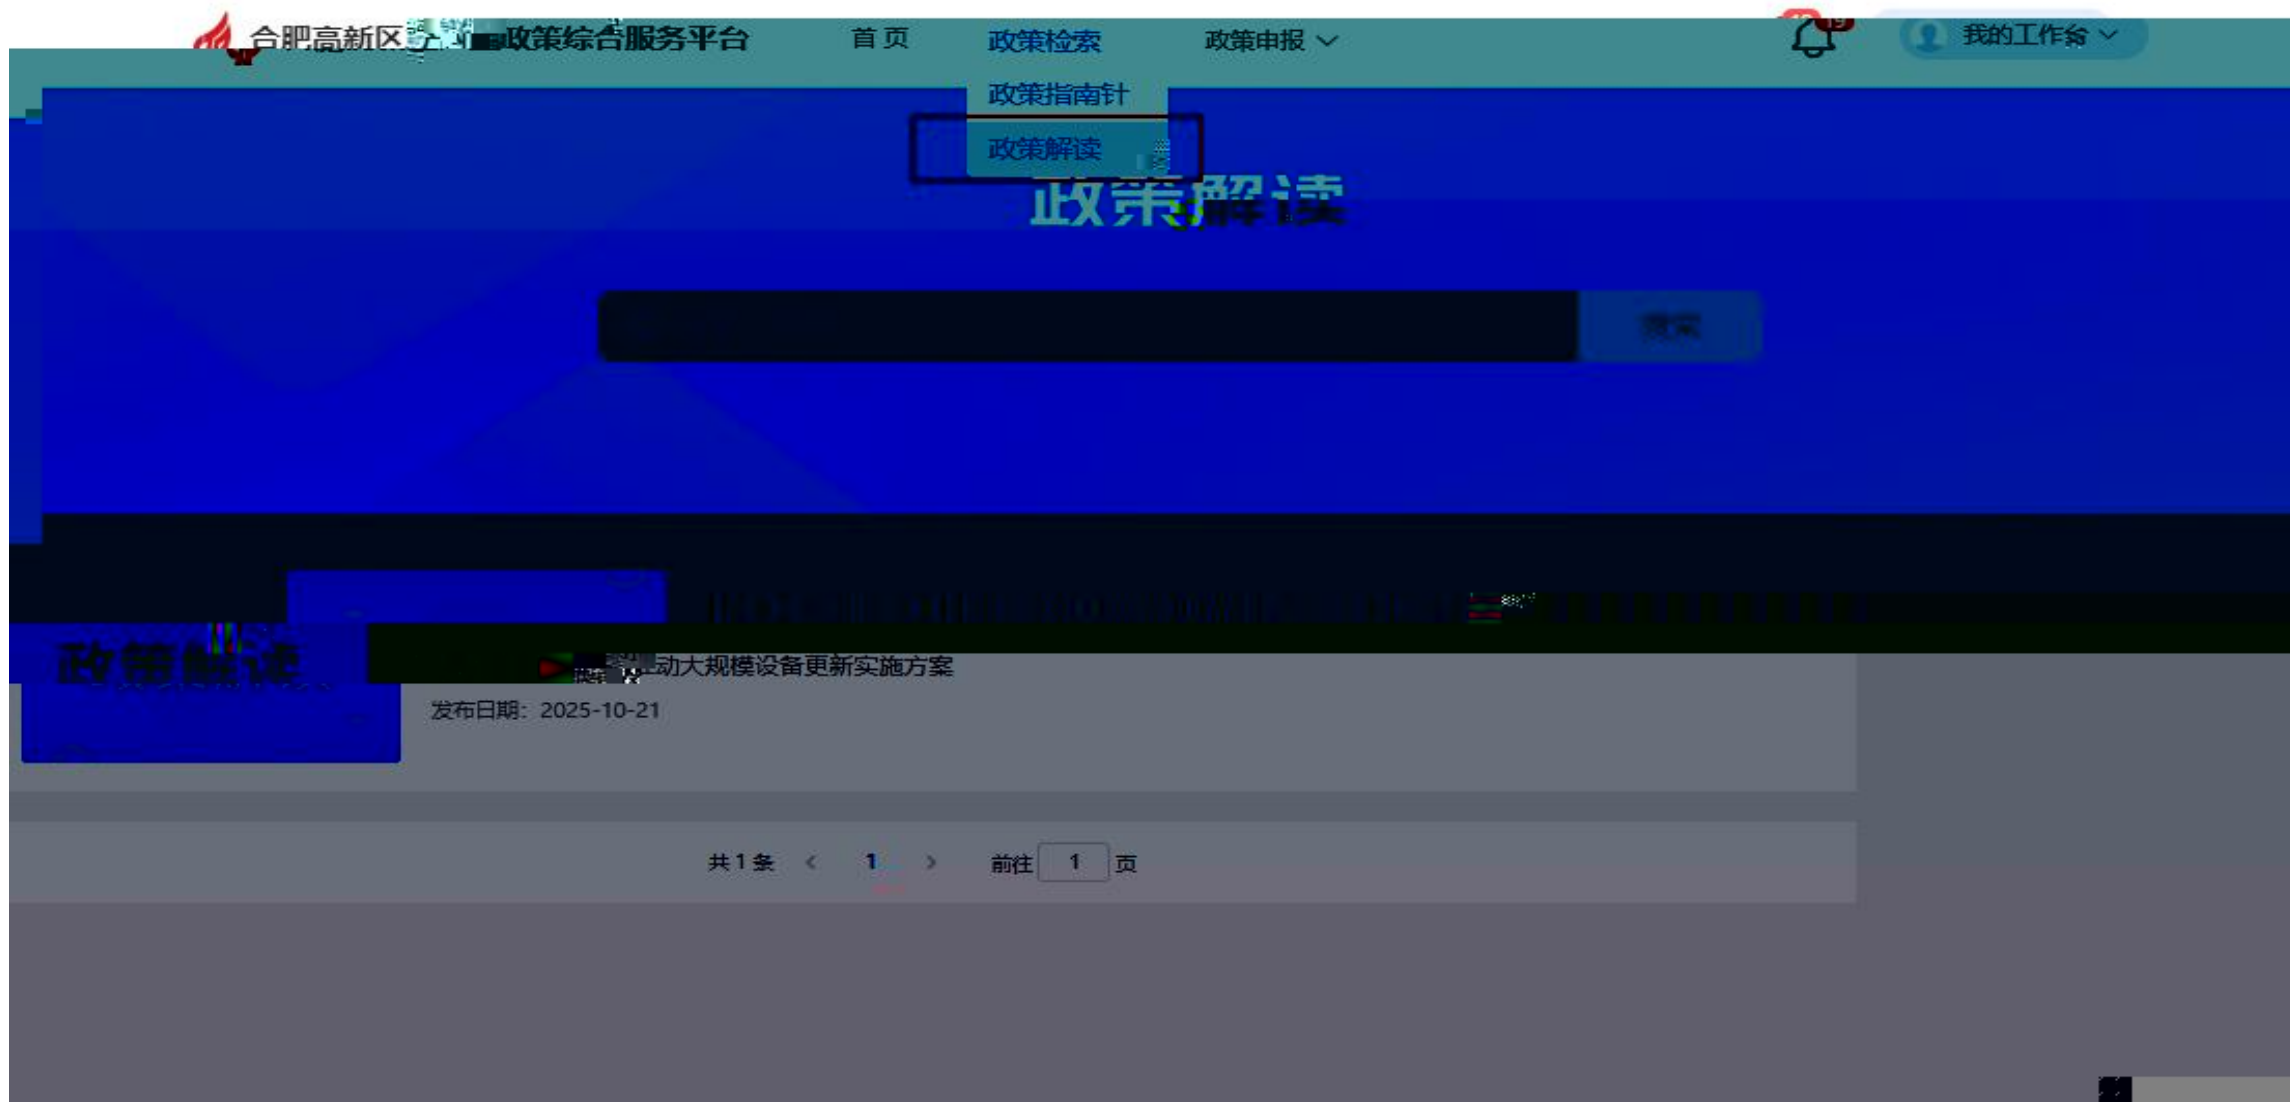 合肥高新区 政策综合服务平台 首页 政策检索 政策申报 我的工作台
政策指南针
政策解读
政策解读
搜索
政策解读
动大规模设备更新实施方案
发布日期：2025-10-21
共1条 < 1 > 前往 1 页